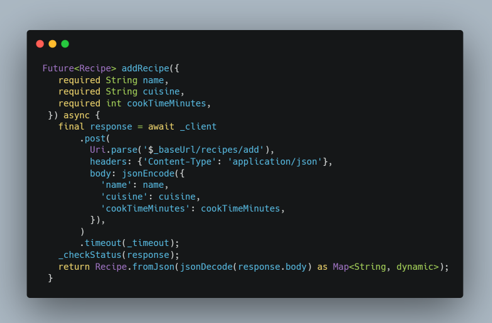 Future<Recipe> addRecipe({
   required String name,
   required String cuisine,
   required int cookTimeMinutes,
 }) async {
   final response = await _client
       .post(
         Uri.parse('$_baseUrl/recipes/add'),
         headers: {'Content-Type': ‘application/json'},
         body: jsonEncode({
           'name': name,
           'cuisine': cuisine,
           'cookTimeMinutes': cookTimeMinutes,
         }),
       )
       .timeout(_timeout);
   _checkStatus(response);
   return Recipe.fromJson(jsonDecode(response.body) as Map<String, dynamic>);
 }